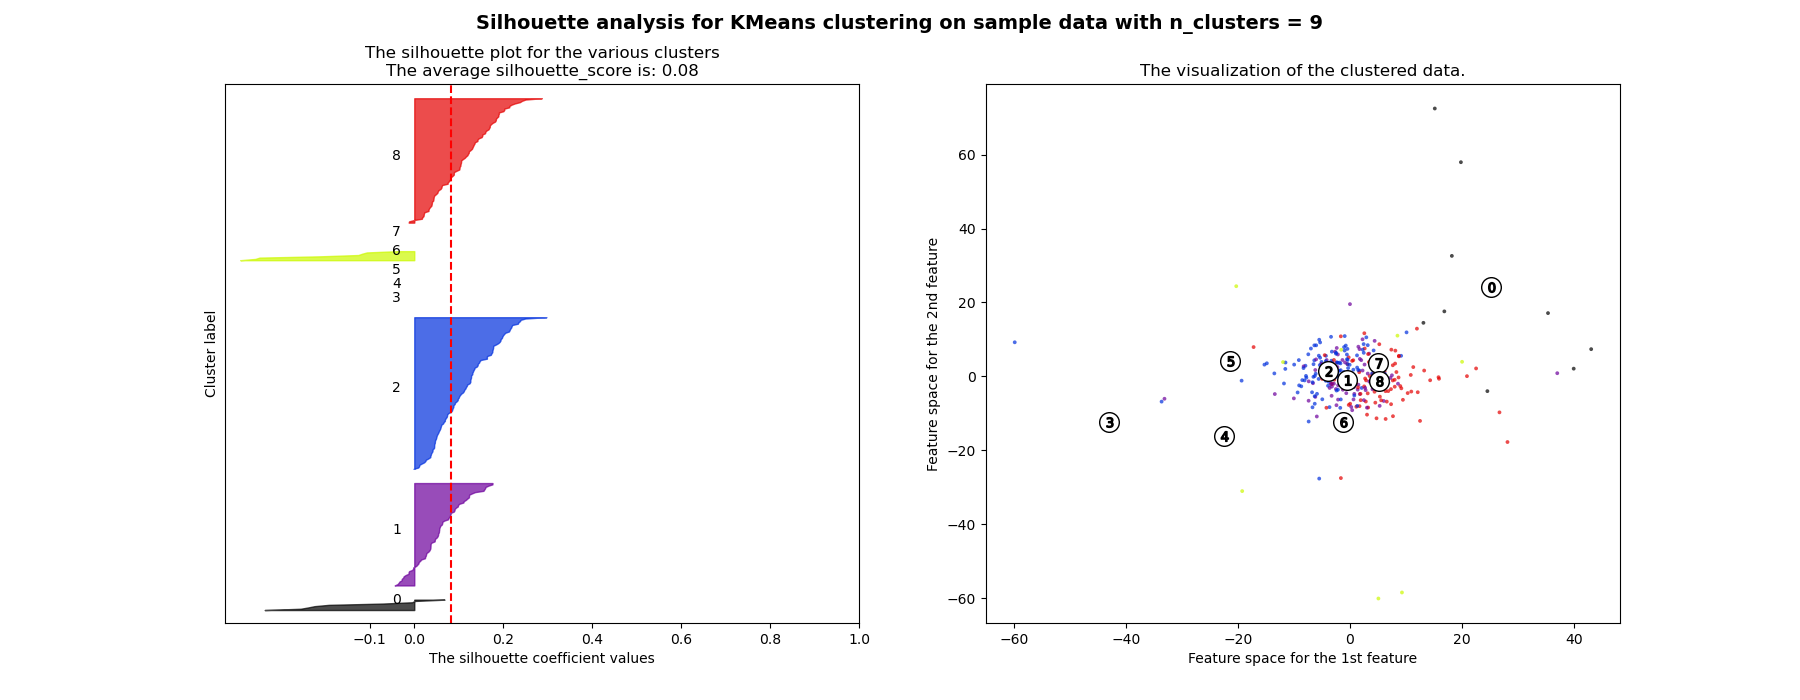 Silhouette analysis for KMeans clustering on sample data with n_clusters = 9
The silhouette plot for the various clusters
The average silhouette_score is: 0.08
Cluster label
8
7
6
5
4
3
2
1
0
−0.1 0.0 0.2 0.4 0.6 0.8 1.0
The silhouette coefficient values
The visualization of the clustered data.
Feature space for the 2nd feature
60
40
20
0
−20
−40
−60
0
5
7
2
1
8
3
6
4
−60 −40 −20 0 20 40
Feature space for the 1st feature